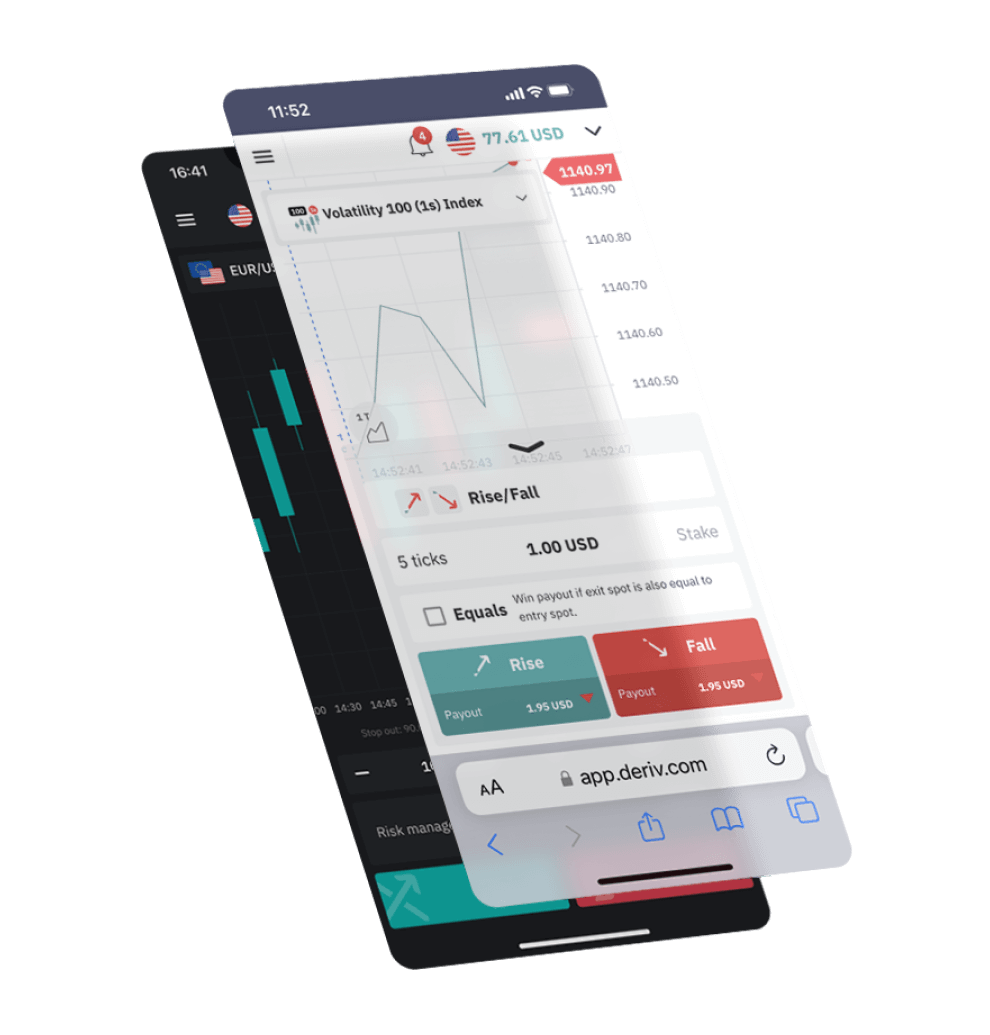 11:52
4
77.61 USD
1140.97
1140.90
100 1s Volatility 100 (1s) Index
1140.80
1140.70
1140.60
1140.50
1 T
14:52:41 14:52:43 14:52:45 14:52:47
Rise/Fall
5 ticks 1.00 USD Stake
Equals Win payout if exit spot is also equal to
entry spot.
Rise
Payout 1.95 USD
Fall
Payout 1.95 USD
AA app.deriv.com
16:41
EUR/US
00 14:30 14:45 1
Stop out: 90.
Risk manag